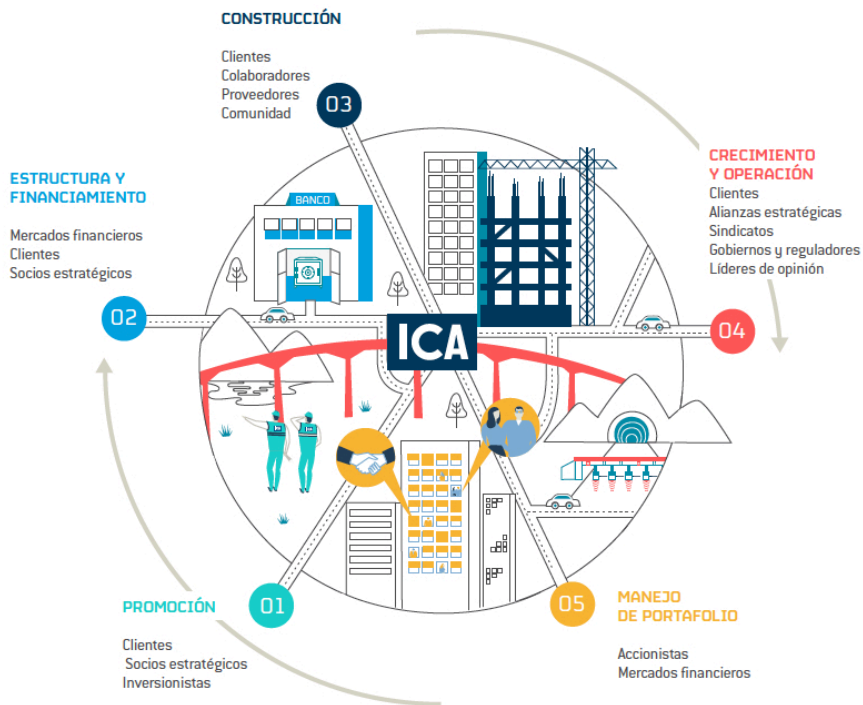 CONSTRUCCIÓN
Clientes
Colaboradores
Proveedores
Comunidad
03
ESTRUCTURA Y
FINANCIAMIENTO
Mercados financieros
Clientes
Socios estratégicos
02
BANCO
CRECIMIENTO
Y OPERACIÓN
Clientes
Alianzas estratégicas
Sindicatos
Gobiernos y reguladores
Líderes de opinión
04
ICA
PROMOCIÓN
01
Clientes
Socios estratégicos
Inversionistas
05
MANEJO
DE PORTAFOLIO
Accionistas
Mercados financieros